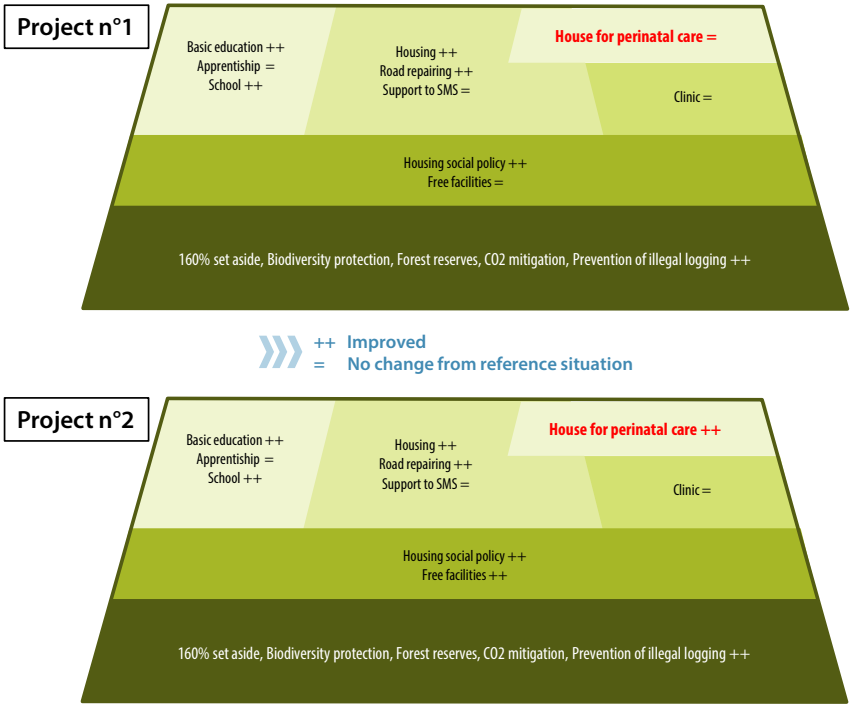 Project n°1
Basic education ++
Apprentiship =
School ++
Housing ++
Road repairing ++
Support to SMS =
House for perinatal care =
Clinic =
Housing social policy ++
Free facilities =
160% set aside, Biodiversity protection, Forest reserves, CO2 mitigation, Prevention of illegal logging ++
++ Improved
= No change from reference situation
Project n°2
Basic education ++
Apprentiship =
School ++
Housing ++
Road repairing ++
Support to SMS =
House for perinatal care ++
Clinic =
Housing social policy ++
Free facilities ++
160% set aside, Biodiversity protection, Forest reserves, CO2 mitigation, Prevention of illegal logging ++